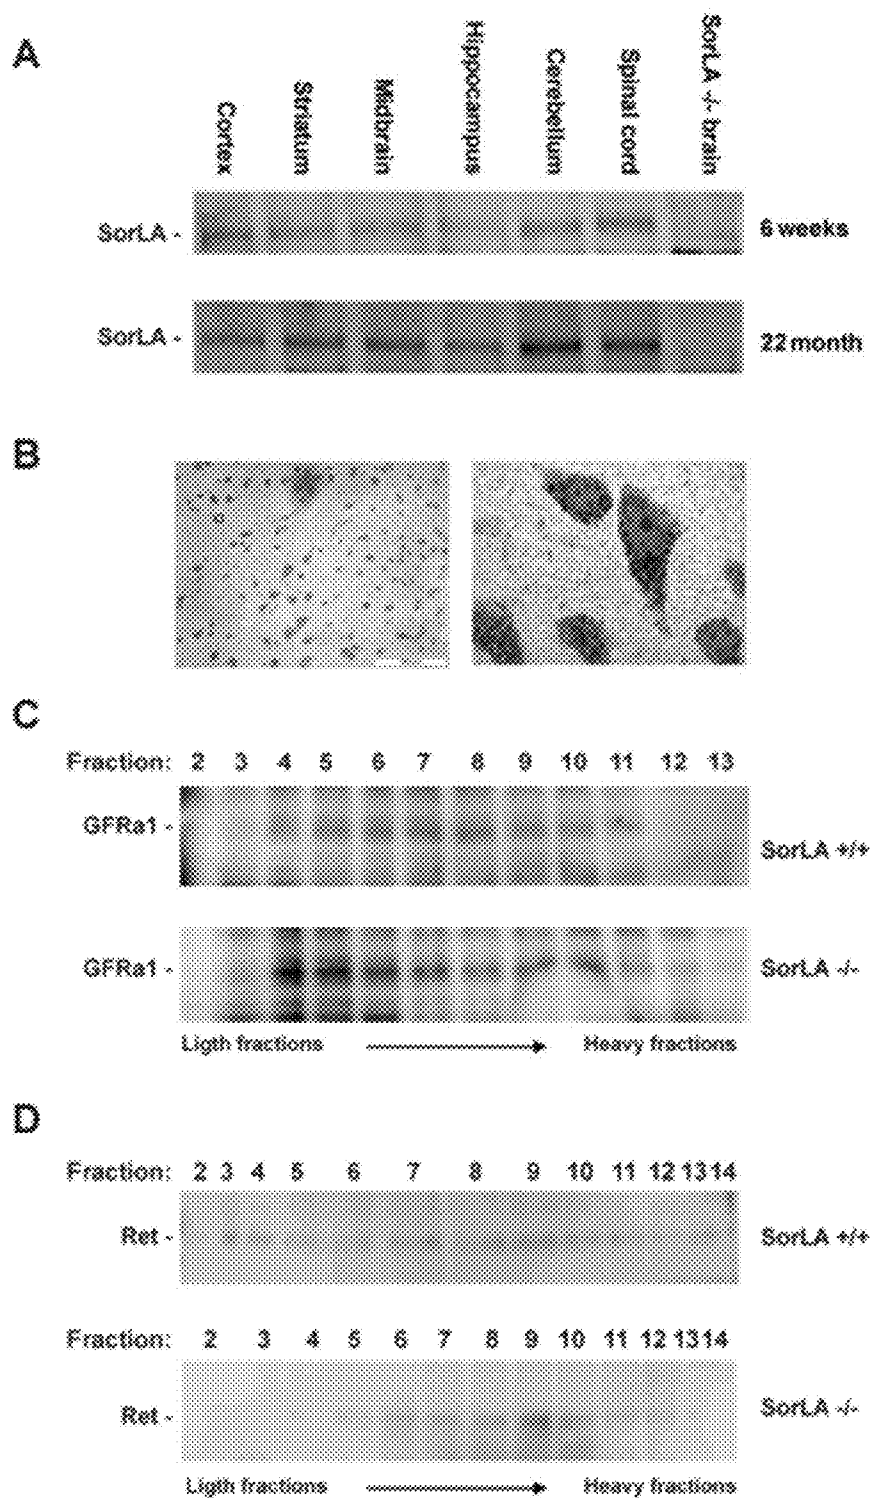 A
Cortex
Striatum
Midbrain
Hippocampus
Cerebellum
Spinal cord
SorLA -/- brain
SorLA -
6 weeks
SorLA -
22 month
B
C
Fraction: 2 3 4 5 6 7 8 9 10 11 12 13
GFRa1 -
SorLA +/+
GFRa1 -
SorLA -/-
Ligth fractions
Heavy fractions
D
Fraction: 2 3 4 5 6 7 8 9 10 11 12 13 14
Ret -
SorLA +/+
Fraction: 2 3 4 5 6 7 8 9 10 11 12 13 14
Ret -
SorLA -/-
Ligth fractions
Heavy fractions